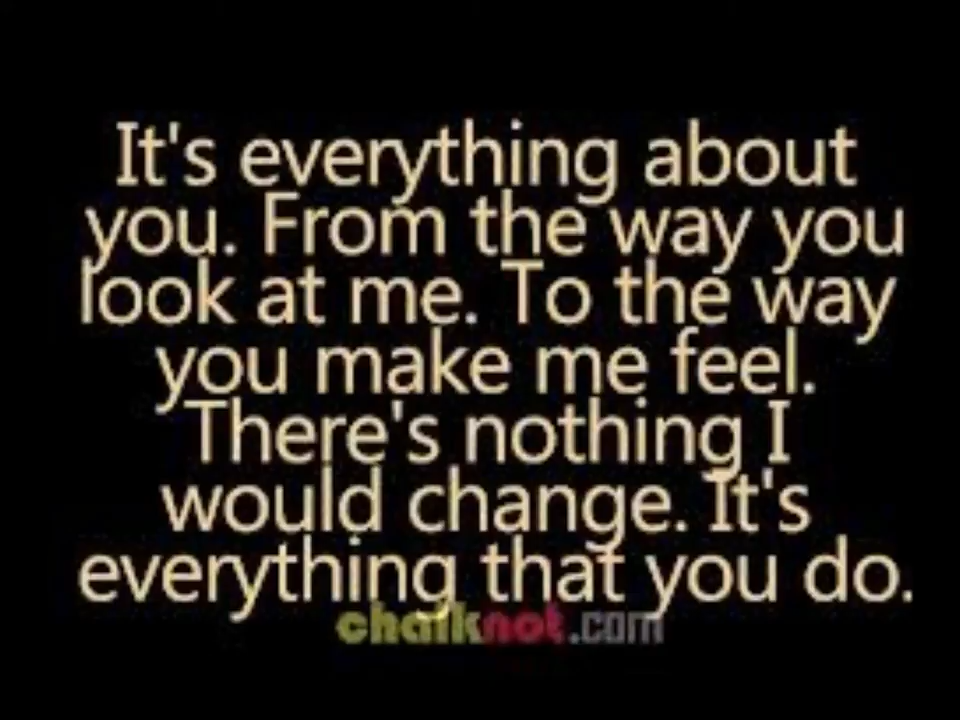 It's everything about
you. From the way you
look at me. To the way
you make me feel.
There's nothing I
would change. It's
everything that you do.
chalknot.com